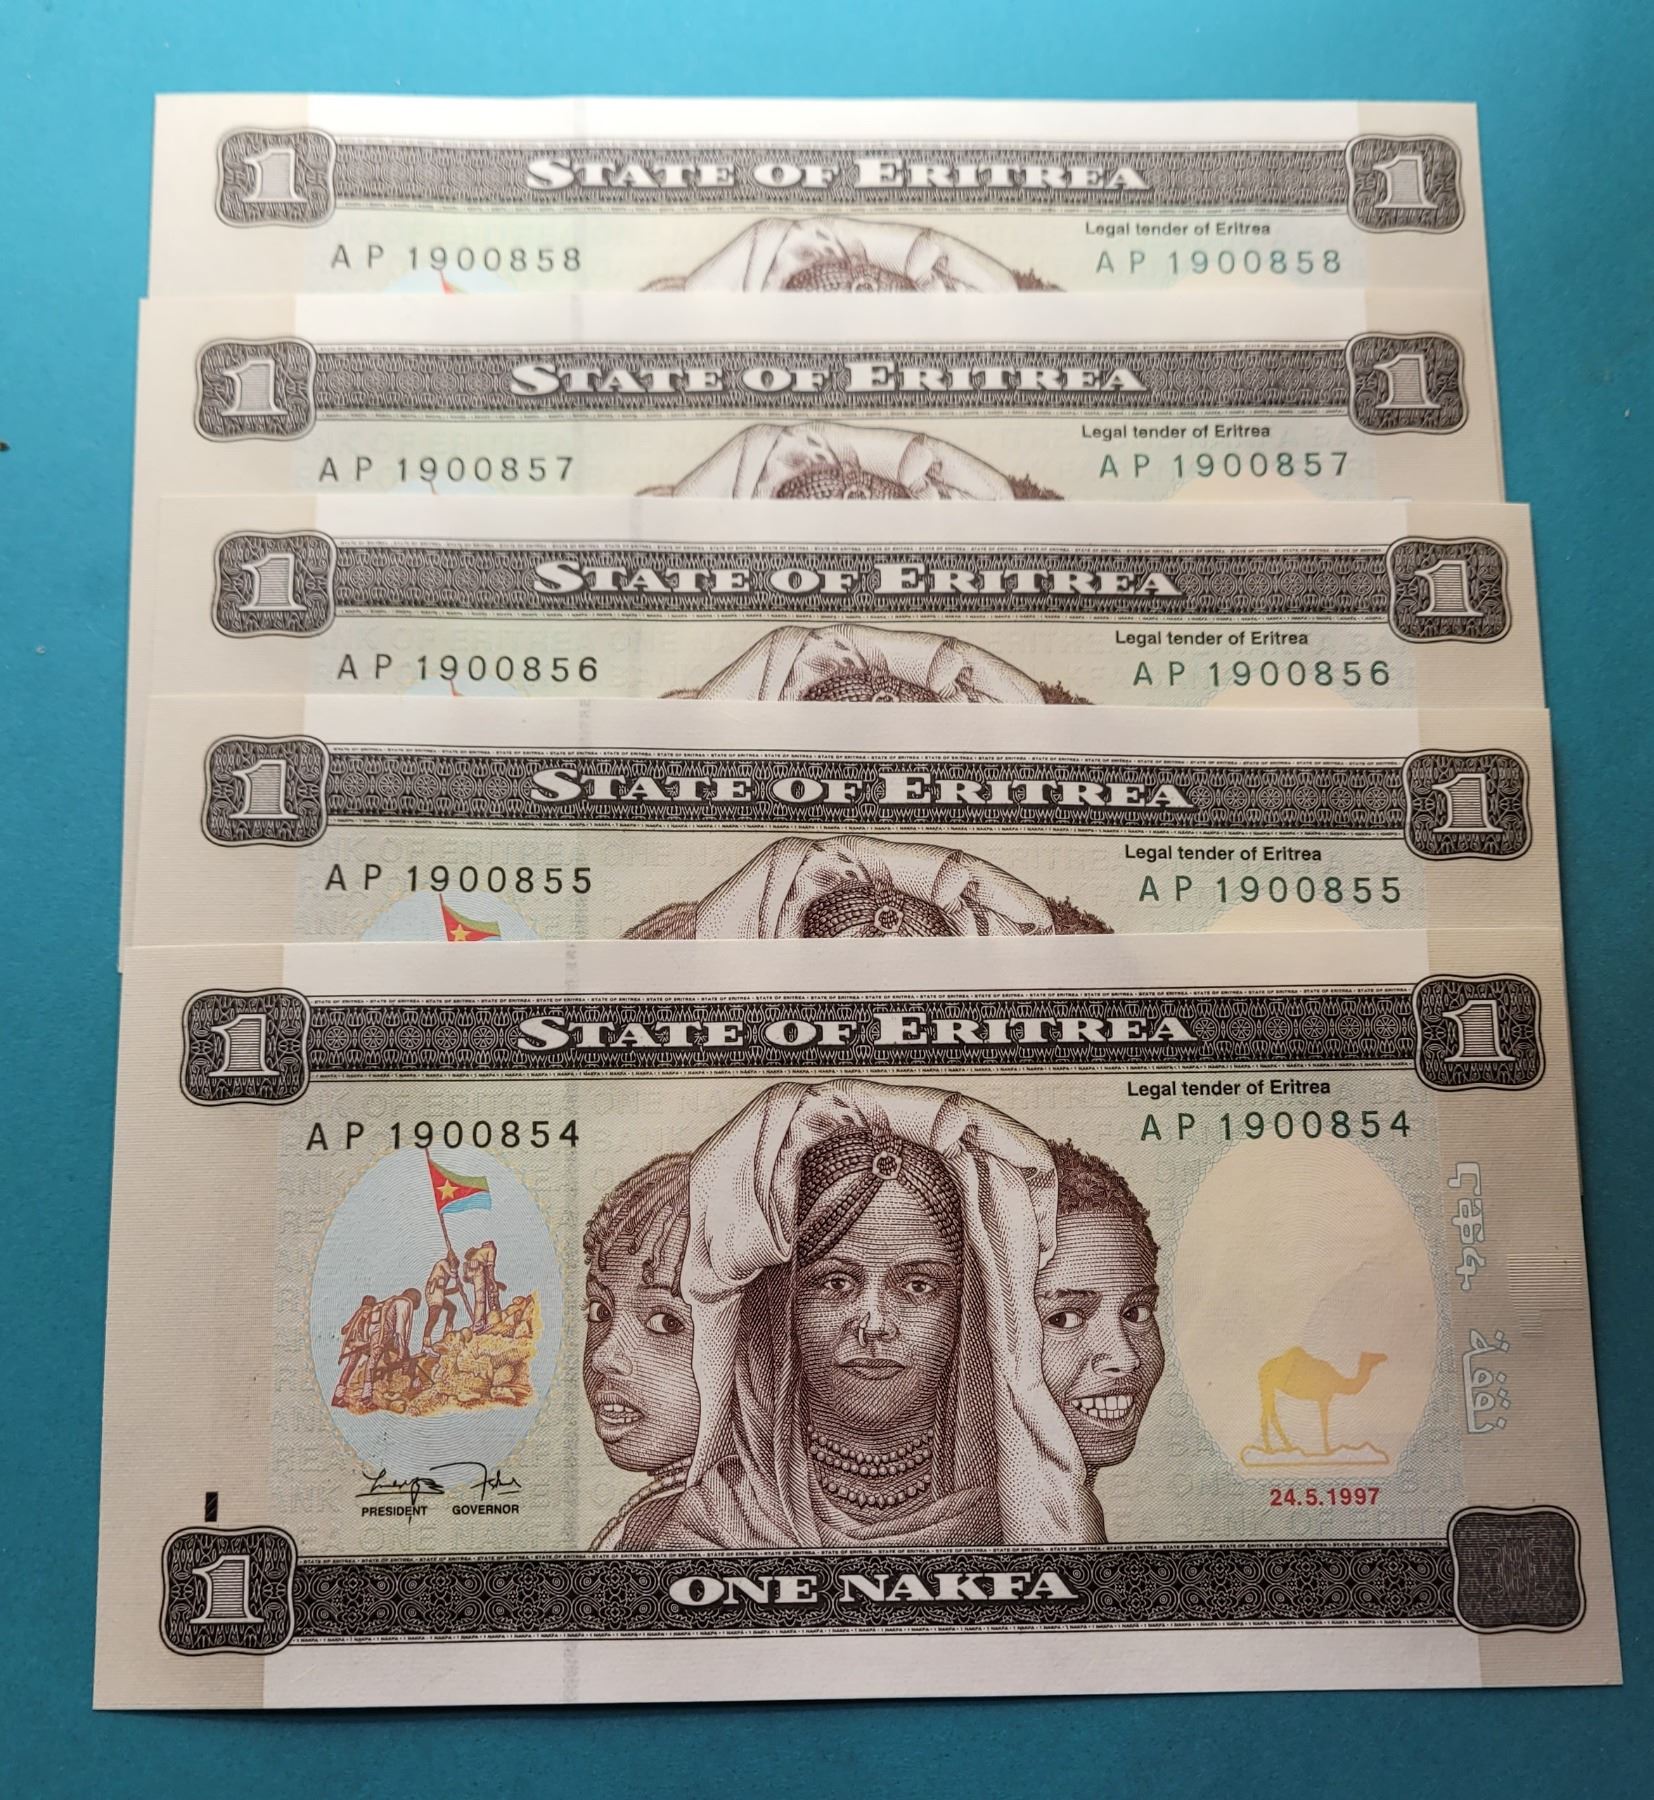 1 STATE OF ERITREA 1
Legal tender of Eritrea
AP 1900858 AP 1900858
1 STATE OF ERITREA 1
Legal tender of Eritrea
AP 1900857 AP 1900857
1 STATE OF ERITREA 1
Legal tender of Eritrea
AP 1900856 AP 1900856
1 STATE OF ERITREA 1
Legal tender of Eritrea
AP 1900855 AP 1900855
1 STATE OF ERITREA 1
Legal tender of Eritrea
AP 1900854 AP 1900854
ናቕፋ
نقفة
24.5.1997
PRESIDENT GOVERNOR
1 ONE NAKFA